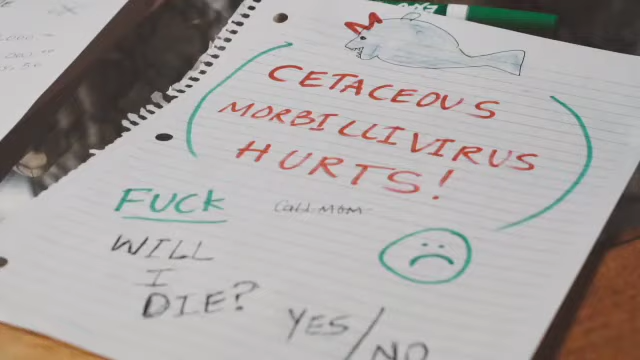 CETACEOUS
MORBILLIVIRUS
HURTS!
FUCK
Call MOM
WILL
I
DIE?
YES/NO